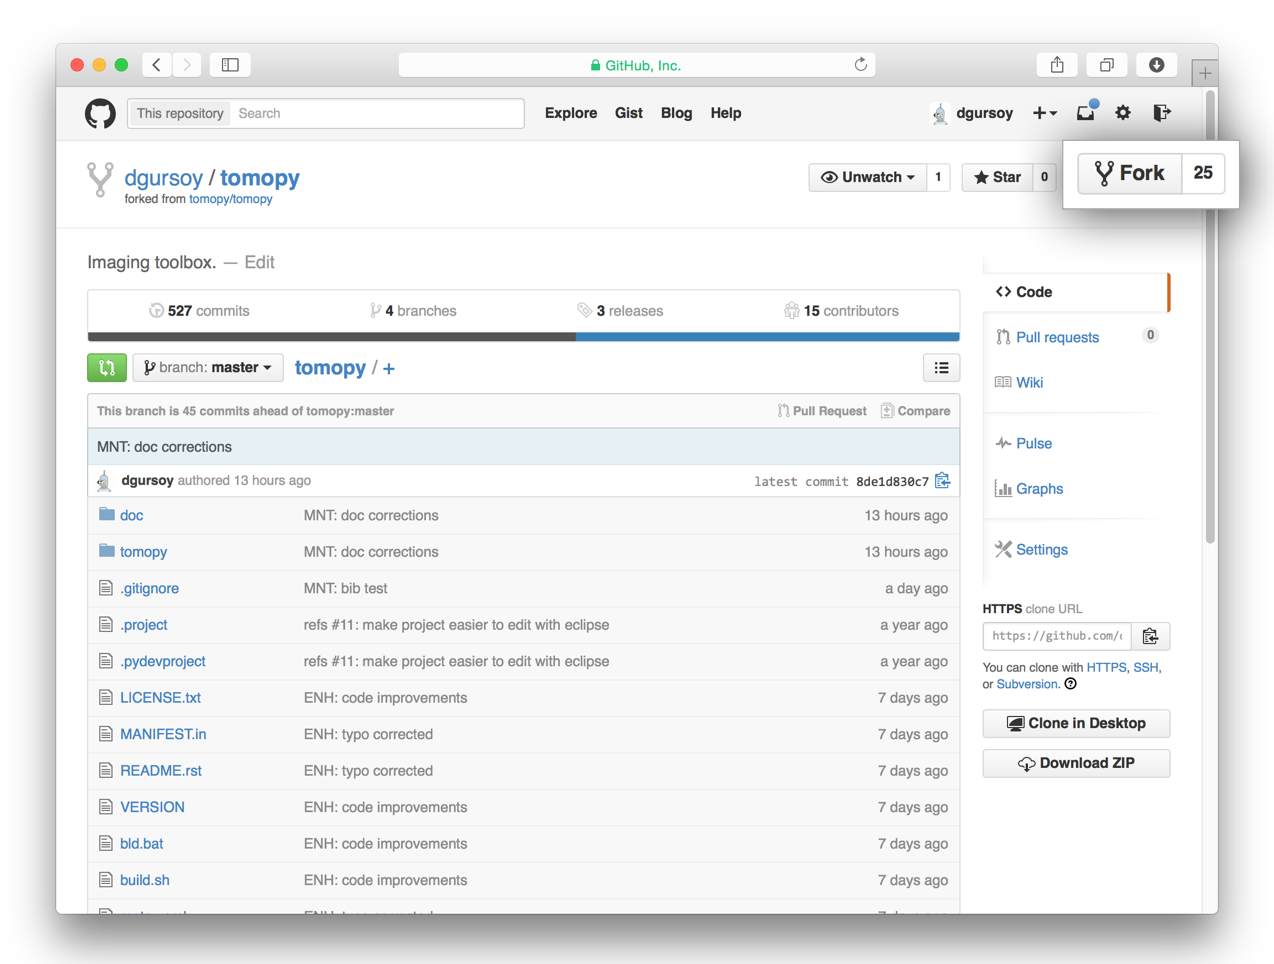 GitHub, Inc.
This repository Search Explore Gist Blog Help dgursoy
dgursoy / tomopy Unwatch 1 Star 0 Fork 25
forked from tomopy/tomopy
Imaging toolbox. — Edit
527 commits 4 branches 3 releases 15 contributors
branch: master tomopy / +
This branch is 45 commits ahead of tomopy:master Pull Request Compare
MNT: doc corrections
dgursoy authored 13 hours ago latest commit 8de1d830c7
doc MNT: doc corrections 13 hours ago
tomopy MNT: doc corrections 13 hours ago
.gitignore MNT: bib test a day ago
.project refs #11: make project easier to edit with eclipse a year ago
.pydevproject refs #11: make project easier to edit with eclipse a year ago
LICENSE.txt ENH: code improvements 7 days ago
MANIFEST.in ENH: typo corrected 7 days ago
README.rst ENH: typo corrected 7 days ago
VERSION ENH: code improvements 7 days ago
bld.bat ENH: code improvements 7 days ago
build.sh ENH: code improvements 7 days ago
Code
Pull requests 0
Wiki
Pulse
Graphs
Settings
HTTPS clone URL
https://github.com/
You can clone with HTTPS, SSH,
or Subversion.
Clone in Desktop
Download ZIP